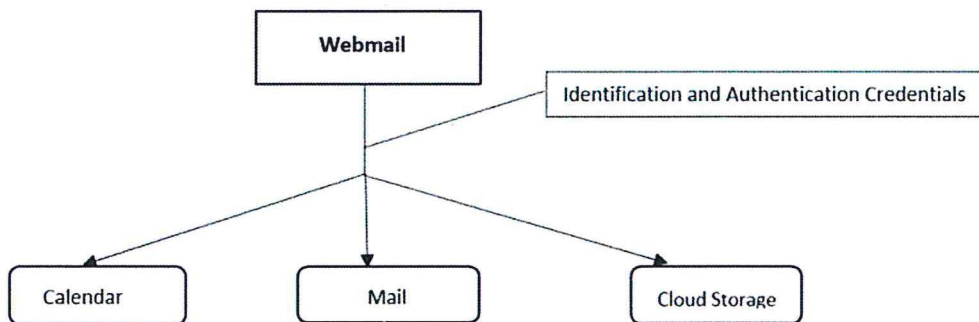 Webmail
Identification and Authentication Credentials
Calendar
Mail
Cloud Storage